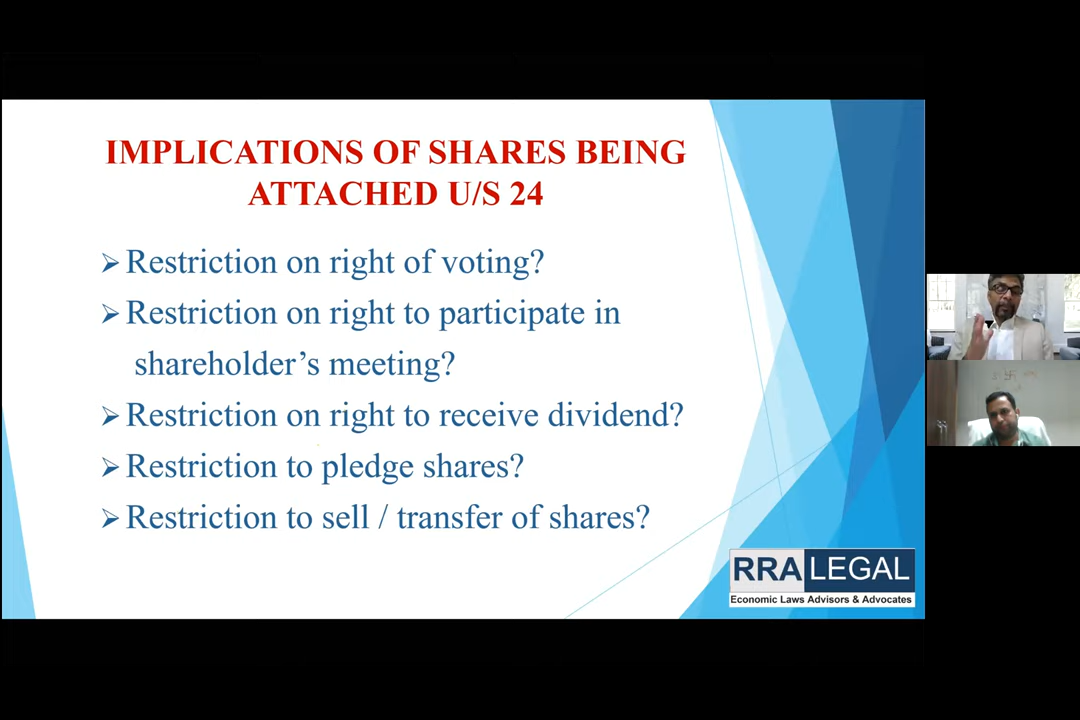 IMPLICATIONS OF SHARES BEING
ATTACHED U/S 24
➢Restriction on right of voting?
➢Restriction on right to participate in
shareholder’s meeting?
➢Restriction on right to receive dividend?
➢Restriction to pledge shares?
➢Restriction to sell / transfer of shares?
RRA LEGAL
Economic Laws Advisors & Advocates